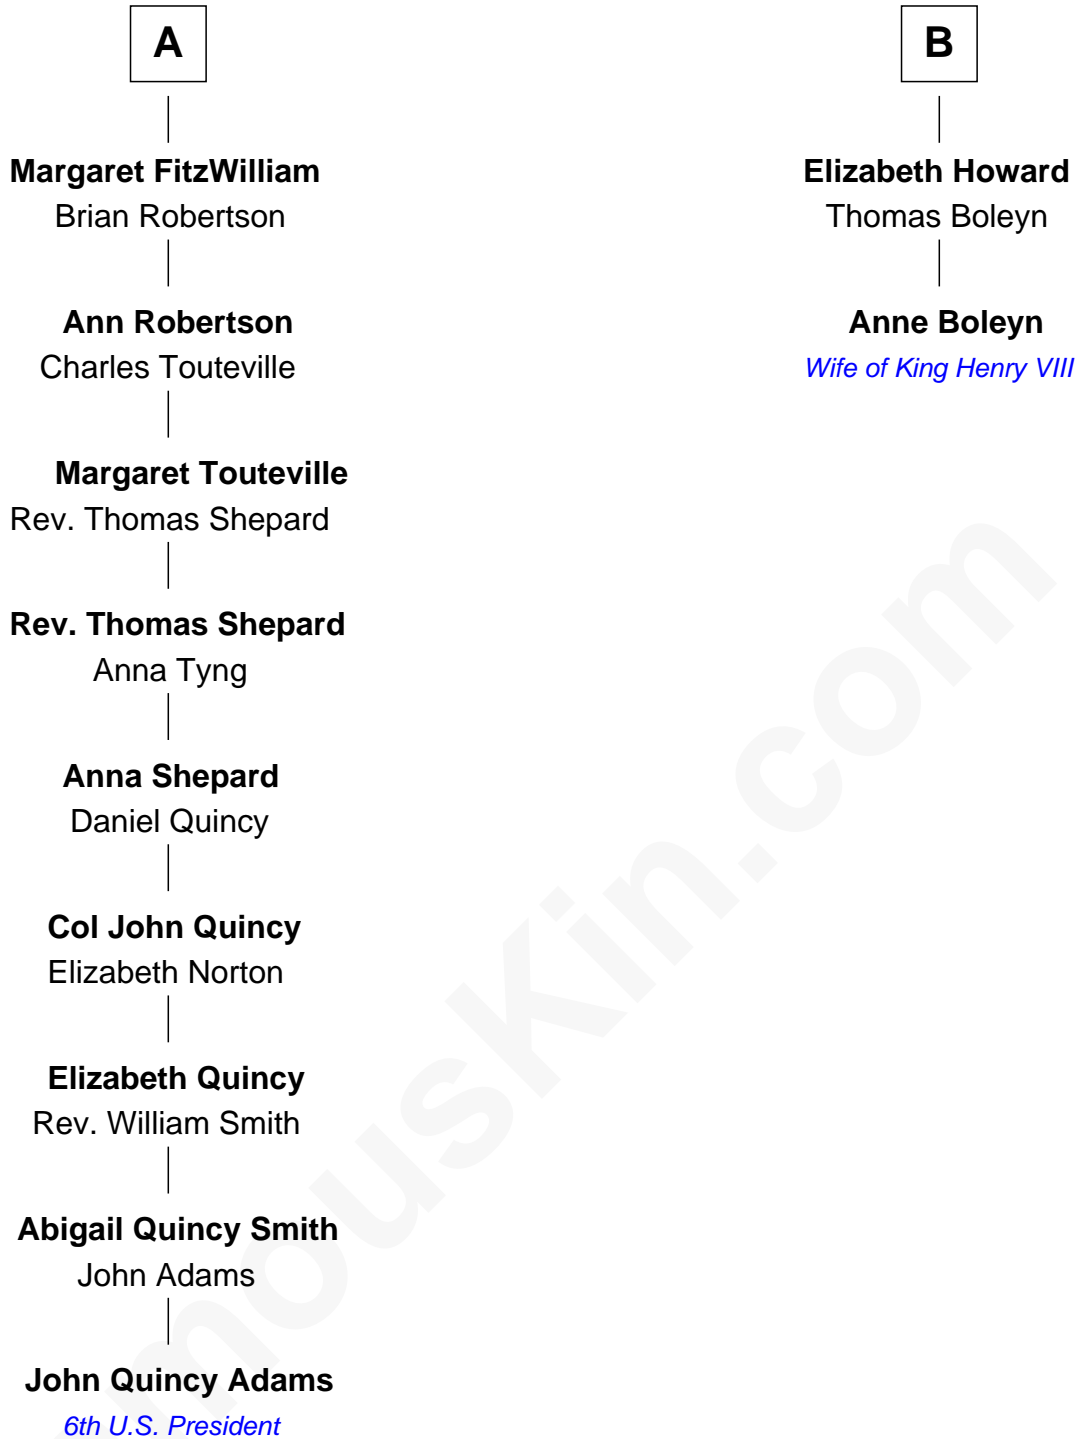 A
Margaret FitzWilliam
Brian Robertson
Ann Robertson
Charles Touteville
Margaret Touteville
Rev. Thomas Shepard
Rev. Thomas Shepard
Anna Tyng
Anna Shepard
Daniel Quincy
Col John Quincy
Elizabeth Norton
Elizabeth Quincy
Rev. William Smith
Abigail Quincy Smith
John Adams
John Quincy Adams
6th U.S. President
B
Elizabeth Howard
Thomas Boleyn
Anne Boleyn
Wife of King Henry VIII
mousKin.com